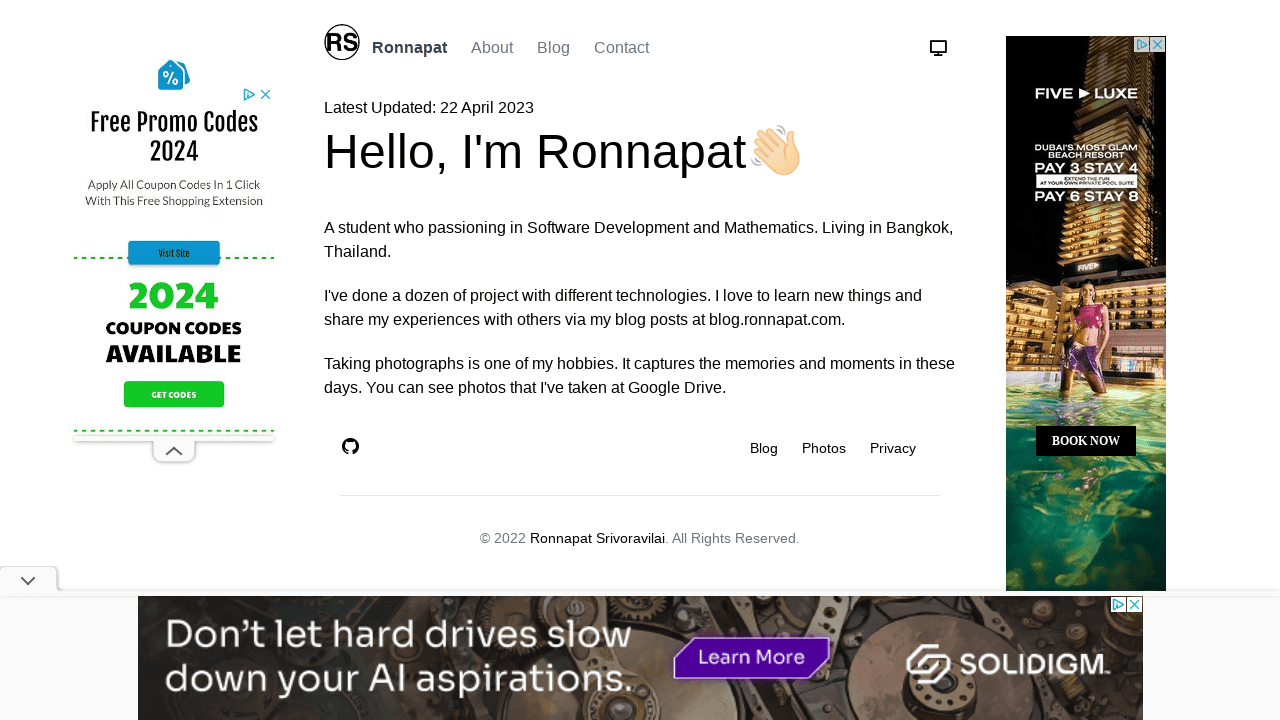 RS Ronnapat About Blog Contact
Latest Updated: 22 April 2023
Hello, I'm Ronnapat
A student who passioning in Software Development and Mathematics. Living in Bangkok,
Thailand.
I've done a dozen of project with different technologies. I love to learn new things and
share my experiences with others via my blog posts at blog.ronnapat.com.
Taking photographs is one of my hobbies. It captures the memories and moments in these
days. You can see photos that I've taken at Google Drive.
Blog Photos Privacy
© 2022 Ronnapat Srivoravilai. All Rights Reserved.
Free Promo Codes
2024
Apply All Coupon Codes In 1 Click
With This Free Shopping Extension
Visit Site
2024
COUPON CODES
AVAILABLE
GET CODES
FIVE LUXE
DUBAI'S MOST GLAM
BEACH RESORT
PAY 3 STAY 4
EXTEND THE FUN
AT YOUR OWN PRIVATE POOL SUITE
PAY 6 STAY 8
FIVE
BOOK NOW
Don't let hard drives slow
down your AI aspirations.
Learn More
SOLIDIGM